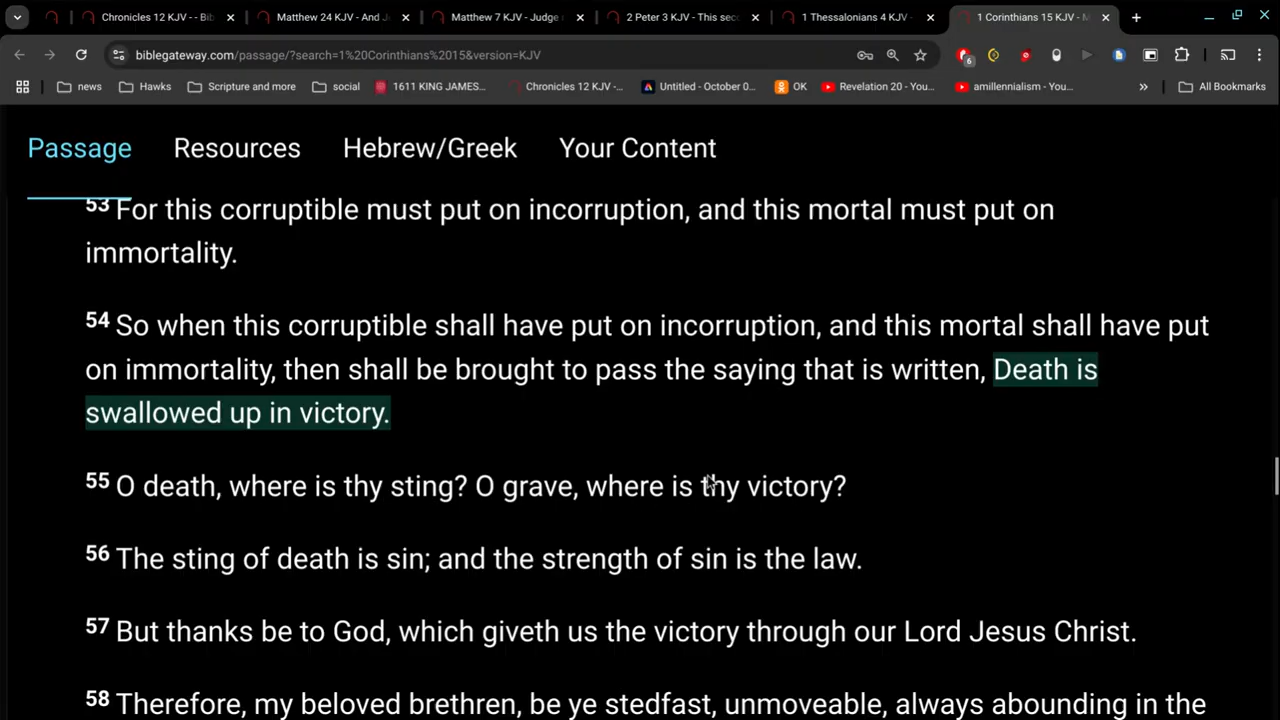 Chronicles 12 KJV - - Bib
Matthew 24 KJV - And J
Matthew 7 KJV - Judge
2 Peter 3 KJV - This seco
1 Thessalonians 4 KJV -
1 Corinthians 15 KJV - M
biblegateway.com/passage/?search=1%20Corinthians%2015&version=KJV
6
news
Hawks
Scripture and more
social
1611 KING JAMES...
Chronicles 12 KJV -...
Untitled - October 0...
OK
Revelation 20 - You...
amillennialism - You...
»
All Bookmarks
Passage
Resources
Hebrew/Greek
Your Content
53 For this corruptible must put on incorruption, and this mortal must put on
immortality.
54 So when this corruptible shall have put on incorruption, and this mortal shall have put
on immortality, then shall be brought to pass the saying that is written, Death is
swallowed up in victory.
55 O death, where is thy sting? O grave, where is thy victory?
56 The sting of death is sin; and the strength of sin is the law.
57 But thanks be to God, which giveth us the victory through our Lord Jesus Christ.
58 Therefore, my beloved brethren, be ye stedfast, unmoveable, always abounding in the